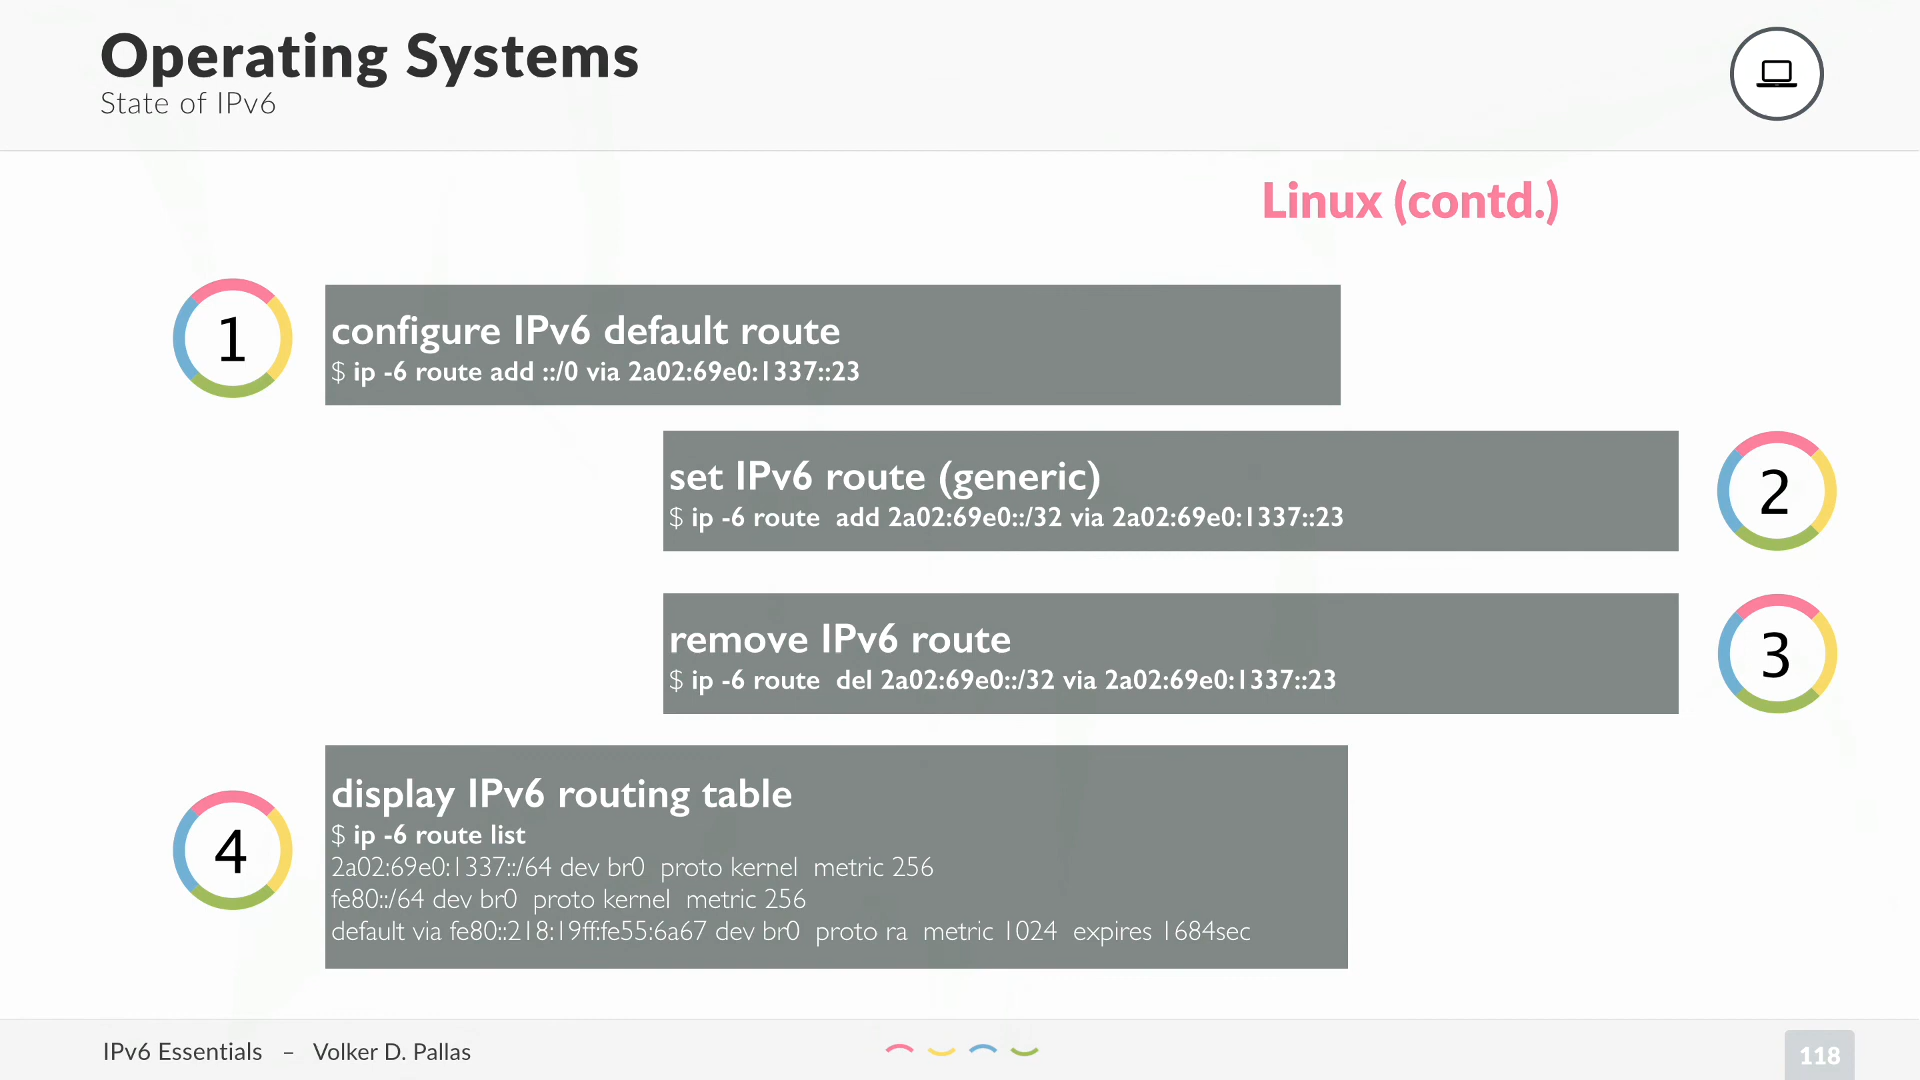 Operating Systems
State of IPv6
Linux (contd.)
1
configure IPv6 default route
$ ip -6 route add ::/0 via 2a02:69e0:1337::23
set IPv6 route (generic)
$ ip -6 route  add 2a02:69e0::/32 via 2a02:69e0:1337::23
2
remove IPv6 route
$ ip -6 route  del 2a02:69e0::/32 via 2a02:69e0:1337::23
3
4
display IPv6 routing table
$ ip -6 route list
2a02:69e0:1337::/64 dev br0  proto kernel  metric 256
fe80::/64 dev br0  proto kernel  metric 256
default via fe80::218:19ff:fe55:6a67 dev br0  proto ra  metric 1024  expires 1684sec
IPv6 Essentials – Volker D. Pallas
118